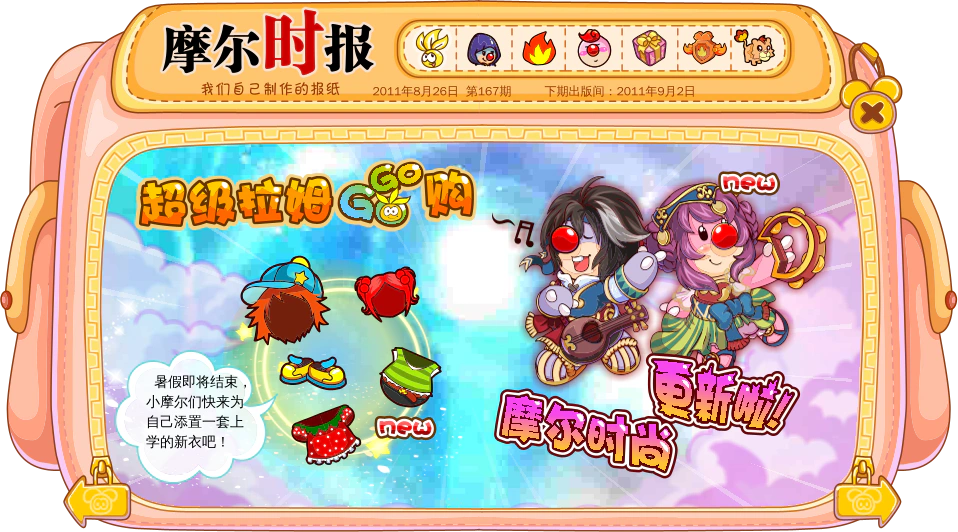 摩尔时报
我们自己制作的报纸
2011年8月26日 第167期 下期出版间：2011年9月2日
超级拉姆GOGO购
new
暑假即将结束，
小摩尔们快来为
自己添置一套上
学的新衣吧！
new
更新啦!
摩尔时尚